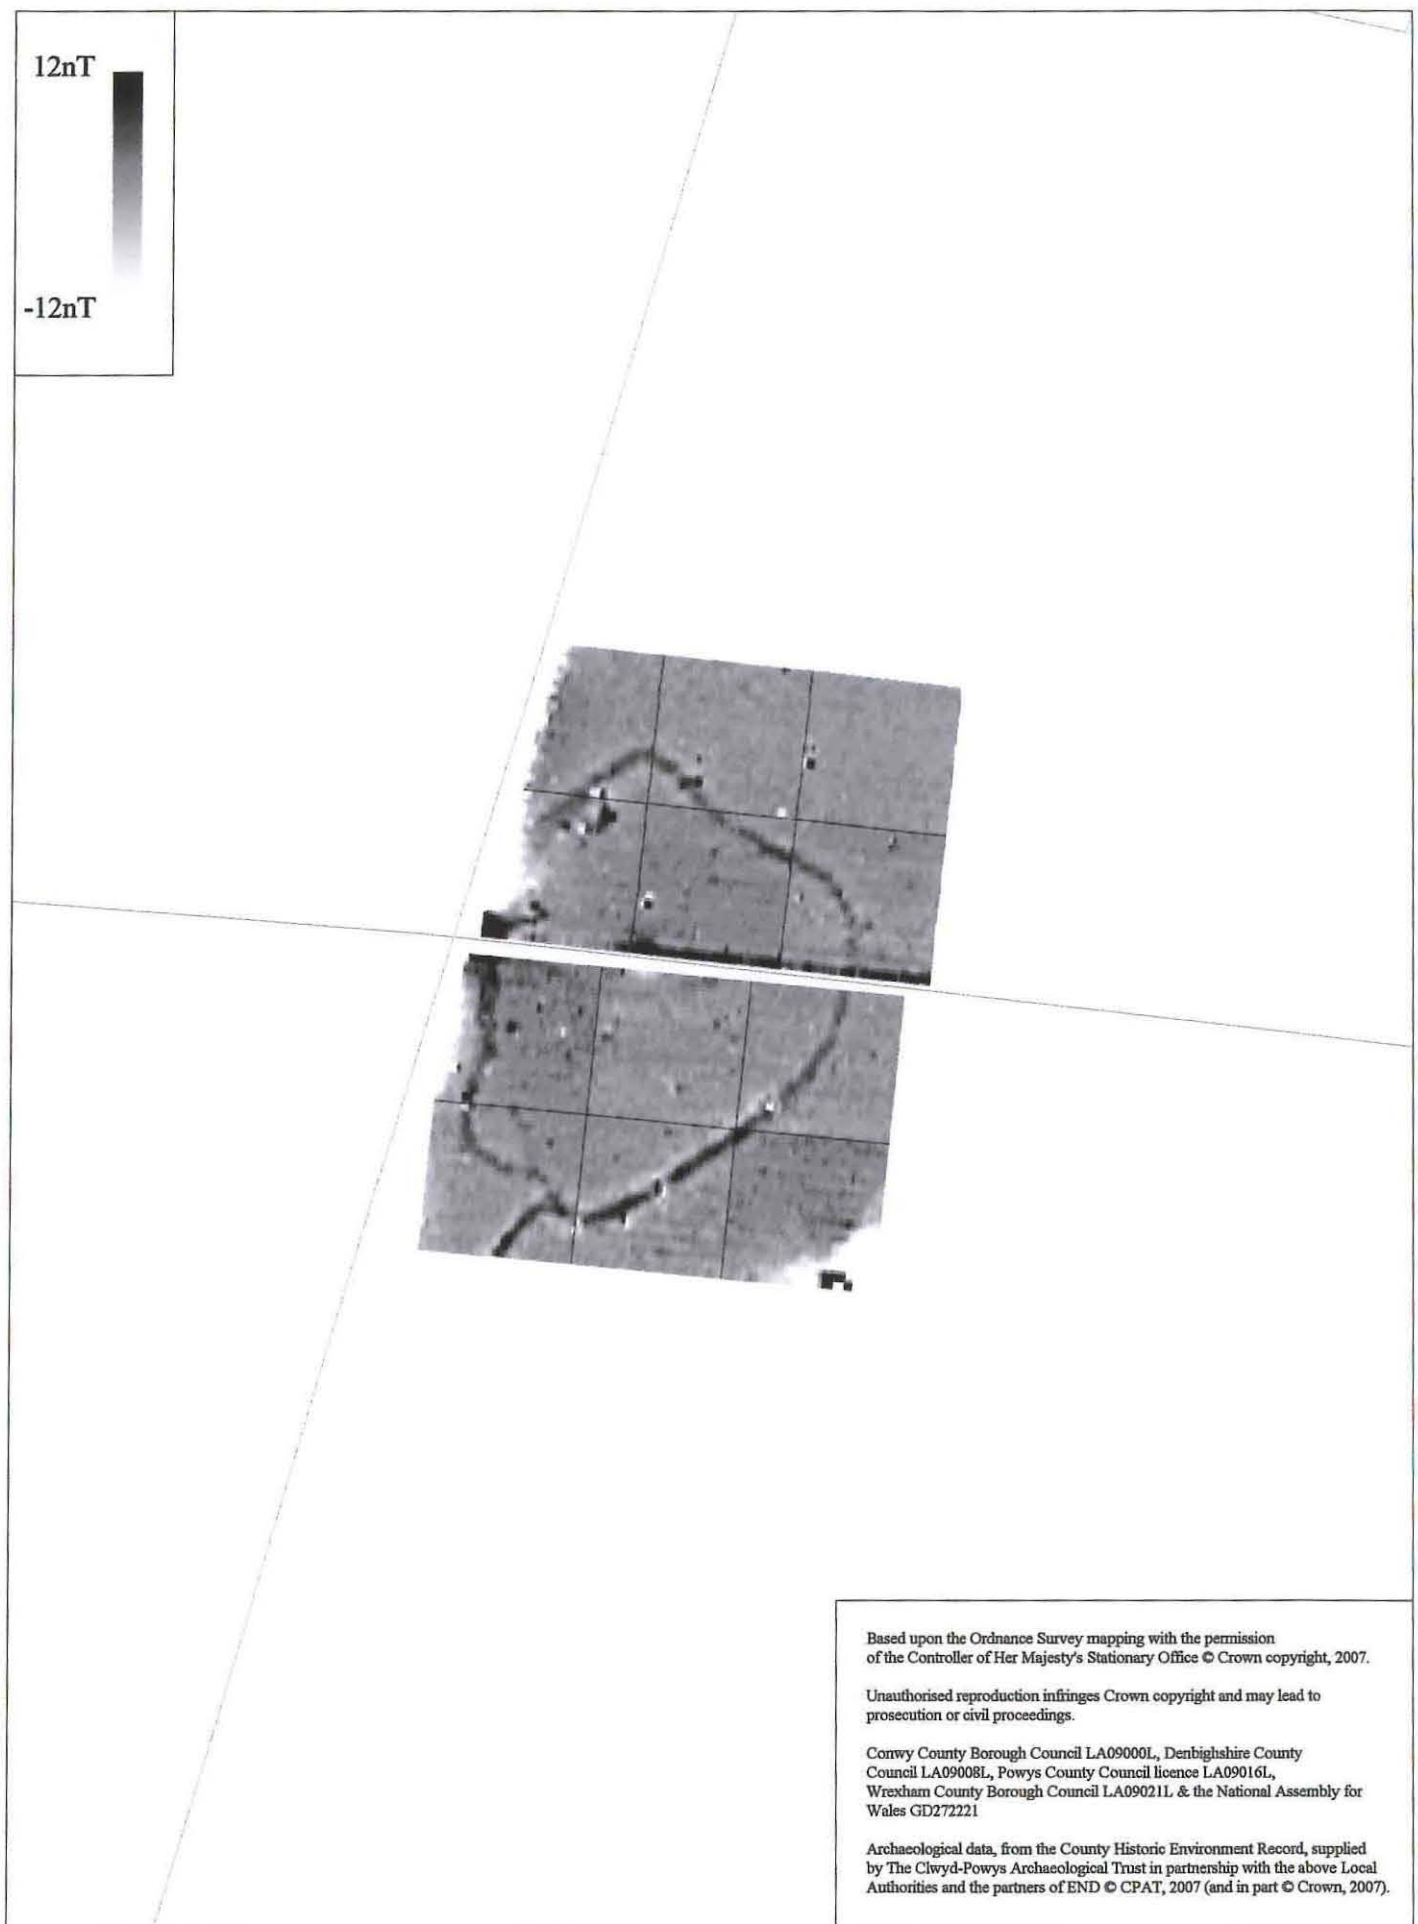 12nT
-12nT
Based upon the Ordnance Survey mapping with the permission
of the Controller of Her Majesty's Stationary Office © Crown copyright, 2007.
Unauthorised reproduction infringes Crown copyright and may lead to
prosecution or civil proceedings.
Conwy County Borough Council LA09000L, Denbighshire County
Council LA09008L, Powys County Council licence LA09016L,
Wrexham County Borough Council LA09021L & the National Assembly for
Wales GD272221
Archaeological data, from the County Historic Environment Record, supplied
by The Clwyd-Powys Archaeological Trust in partnership with the above Local
Authorities and the partners of END © CPAT, 2007 (and in part © Crown, 2007).